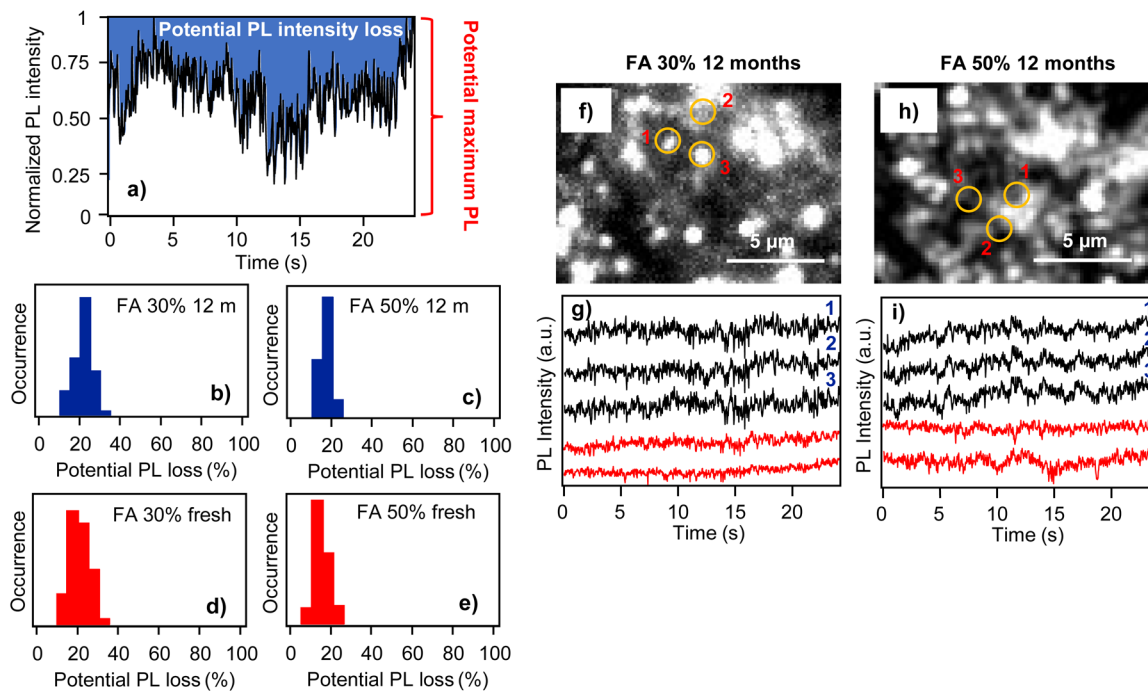 Normalized PL intensity
1
0.75
0.50
0.25
0
Potential PL intensity loss
a)
0 5 10 15 20
Time (s)
Potential maximum PL
Occurrence
FA 30% 12 m
b)
0 20 40 60 80 100
Potential PL loss (%)
Occurrence
FA 50% 12 m
c)
0 20 40 60 80 100
Potential PL loss (%)
Occurrence
FA 30% fresh
d)
0 20 40 60 80 100
Potential PL loss (%)
Occurrence
FA 50% fresh
e)
0 20 40 60 80 100
Potential PL loss (%)
FA 30% 12 months
f)
2
1
3
5 µm
g)
1
2
3
PL Intensity (a.u.)
0 5 10 15 20
Time (s)
FA 50% 12 months
h)
3
1
2
5 µm
i)
PL Intensity (a.u.)
0 5 10 15 20
Time (s)